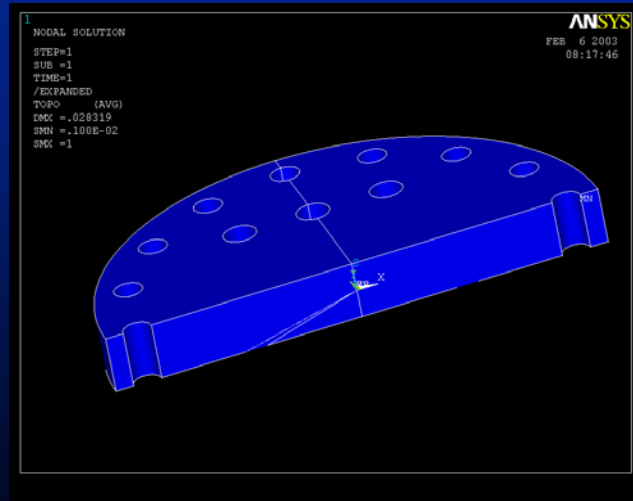 1
NODAL SOLUTION
STEP=1
SUB =1
TIME=1
/EXPANDED
TOPO (AVG)
DMX =.028319
SMN =.100E-02
SMX =1
ANSYS
FEB 6 2003
08:17:46
MN
X